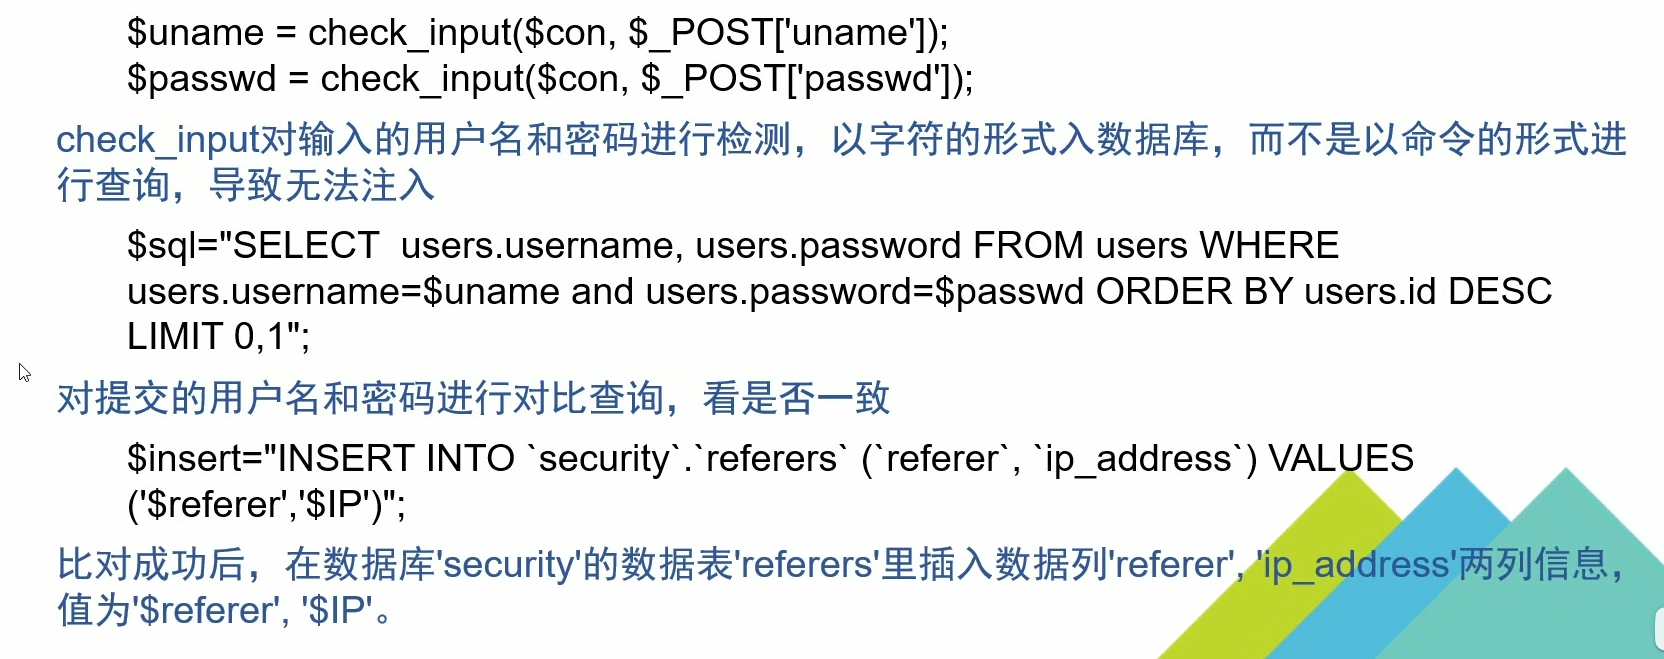 $uname = check_input($con, $_POST['uname']);
$passwd = check_input($con, $_POST['passwd']);
check_input对输入的用户名和密码进行检测，以字符的形式入数据库，而不是以命令的形式进
行查询，导致无法注入
$sql="SELECT  users.username, users.password FROM users WHERE
users.username=$uname and users.password=$passwd ORDER BY users.id DESC
LIMIT 0,1";
对提交的用户名和密码进行对比查询，看是否一致
$insert="INSERT INTO `security`.`referers` (`referer`, `ip_address`) VALUES
('$referer','$IP')";
比对成功后，在数据库'security'的数据表'referers'里插入数据列'referer', 'ip_address'两列信息，
值为'$referer', '$IP'。